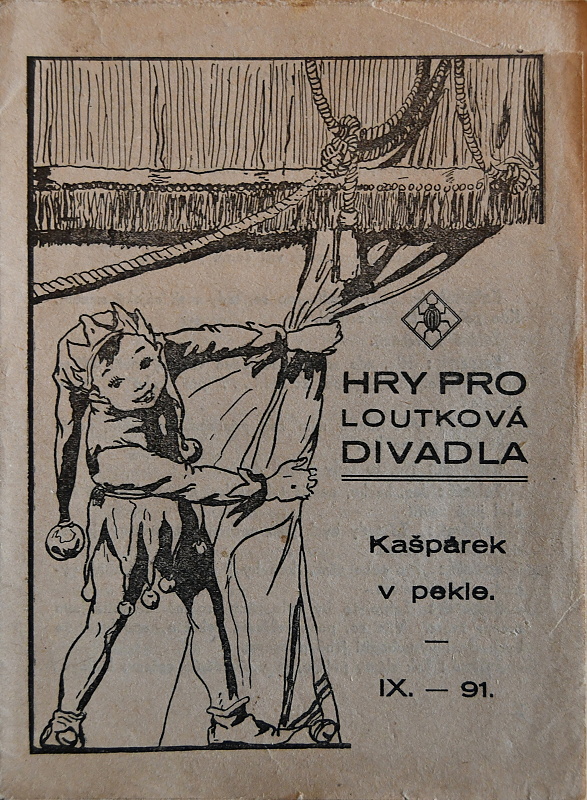 HRY PRO
LOUTKOVÁ
DIVADLA
Kašpárek
v pekle.
—
IX. — 91.